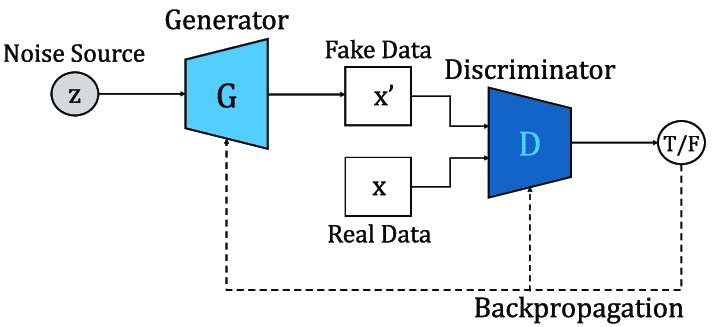 Generator
Noise Source
Fake Data
Discriminator
z
G
x’
D
T/F
x
Real Data
Backpropagation